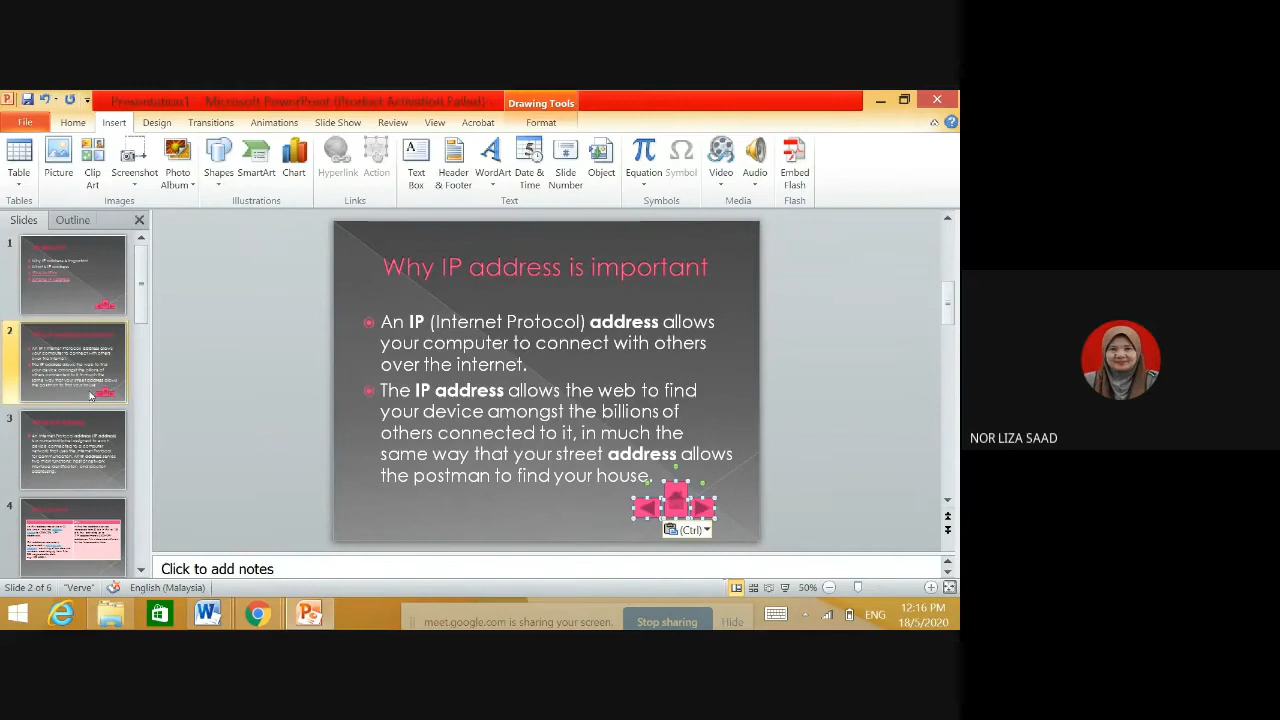 Presentation1 - Microsoft PowerPoint (Product Activation Failed)
Drawing Tools
File Home Insert Design Transitions Animations Slide Show Review View Acrobat Format
Table Picture Clip Art Screenshot Photo Album Shapes SmartArt Chart Hyperlink Action Text Box Header & Footer WordArt Date & Time Slide Number Object Equation Symbol Video Audio Embed Flash
Tables Images Illustrations Links Text Symbols Media Flash
Slides Outline
1
2
3
4
Why IP address is important
An IP (Internet Protocol) address allows
your computer to connect with others
over the internet.
The IP address allows the web to find
your device amongst the billions of
others connected to it, in much the
same way that your street address allows
the postman to find your house.
(Ctrl)
NOR LIZA SAAD
Click to add notes
Slide 2 of 6 "Verve" English (Malaysia) 50%
meet.google.com is sharing your screen. Stop sharing Hide
ENG 12:16 PM
18/5/2020